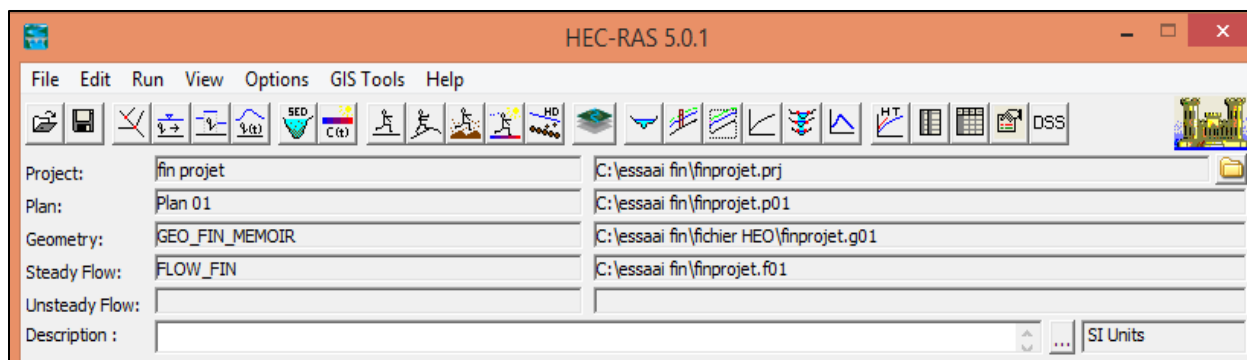 HEC-RAS 5.0.1
File Edit Run View Options GIS Tools Help
SED C(t) HD HT DSS
Project: fin projet C:\essaai fin\finprojet.prj
Plan: Plan 01 C:\essaai fin\finprojet.p01
Geometry: GEO_FIN_MEMOIR C:\essaai fin\fichier HEO\finprojet.g01
Steady Flow: FLOW_FIN C:\essaai fin\finprojet.f01
Unsteady Flow:
Description : ... SI Units